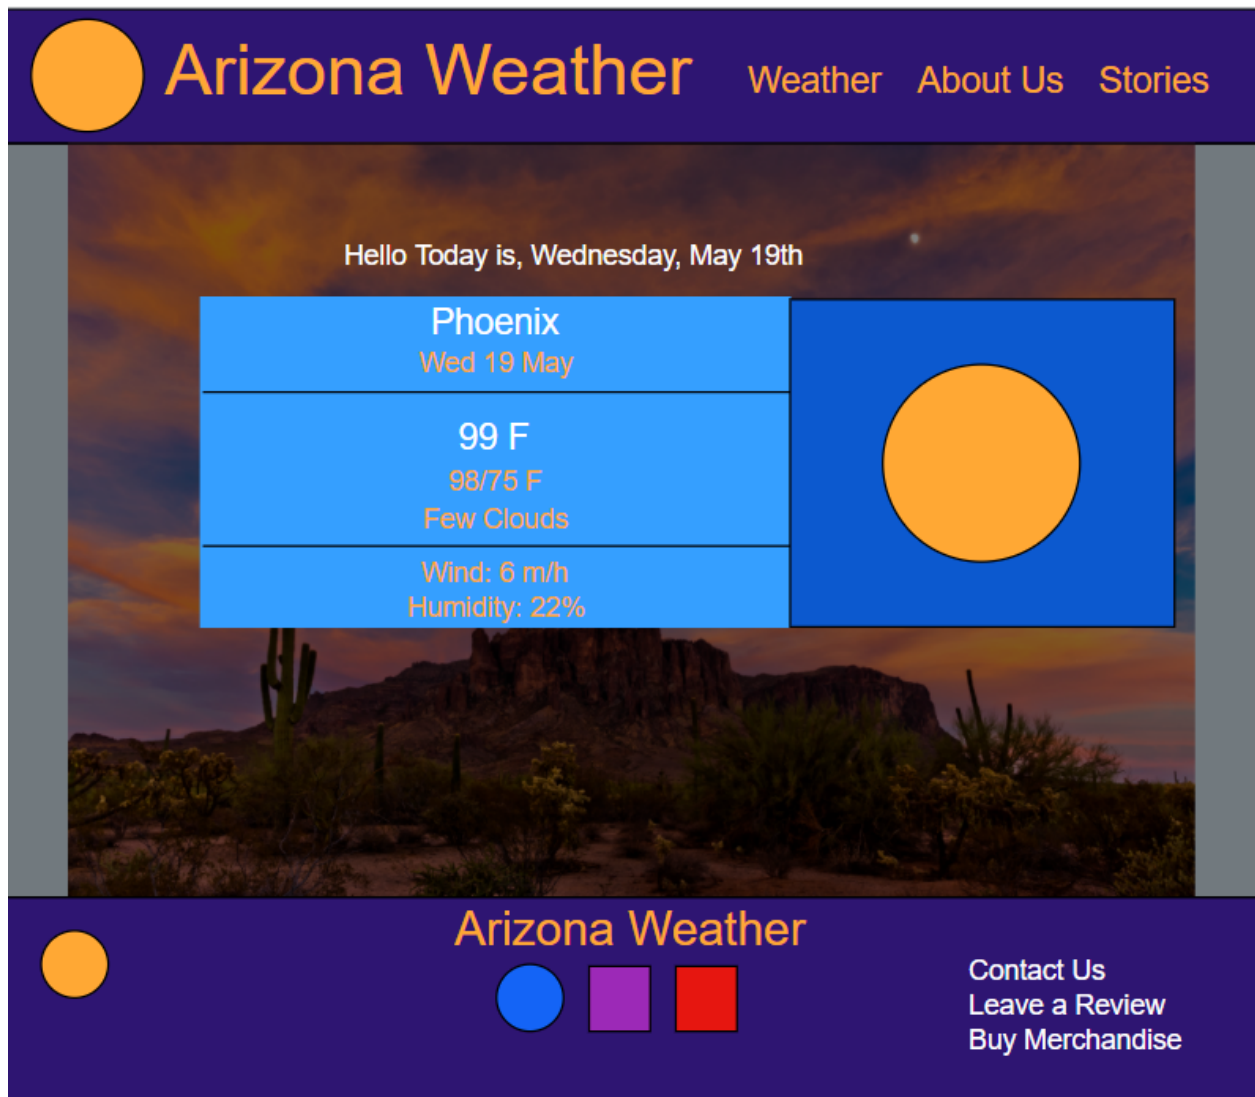 Arizona Weather
Weather About Us Stories
Hello Today is, Wednesday, May 19th
Phoenix
Wed 19 May
99 F
98/75 F
Few Clouds
Wind: 6 m/h
Humidity: 22%
Arizona Weather
Contact Us
Leave a Review
Buy Merchandise